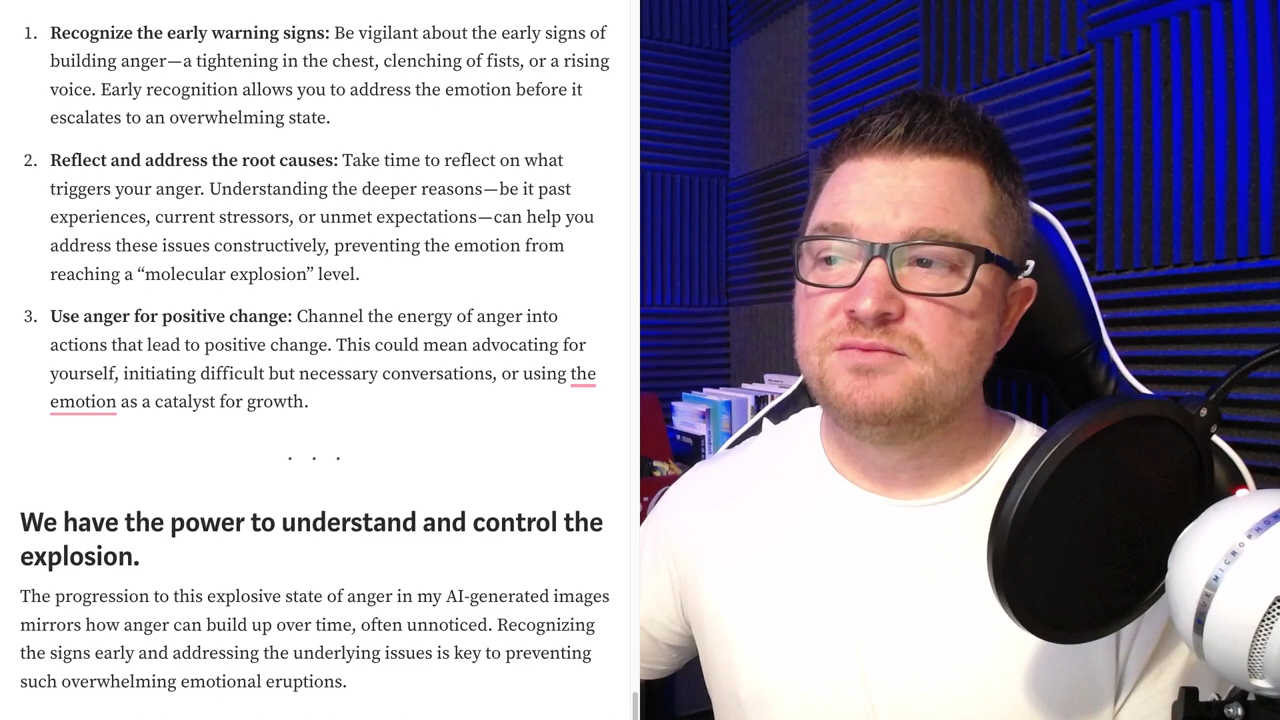 1. Recognize the early warning signs: Be vigilant about the early signs of
building anger—a tightening in the chest, clenching of fists, or a rising
voice. Early recognition allows you to address the emotion before it
escalates to an overwhelming state.
2. Reflect and address the root causes: Take time to reflect on what
triggers your anger. Understanding the deeper reasons—be it past
experiences, current stressors, or unmet expectations—can help you
address these issues constructively, preventing the emotion from
reaching a “molecular explosion” level.
3. Use anger for positive change: Channel the energy of anger into
actions that lead to positive change. This could mean advocating for
yourself, initiating difficult but necessary conversations, or using the
emotion as a catalyst for growth.
. . .
We have the power to understand and control the
explosion.
The progression to this explosive state of anger in my AI-generated images
mirrors how anger can build up over time, often unnoticed. Recognizing
the signs early and addressing the underlying issues is key to preventing
such overwhelming emotional eruptions.
BLUE MICROPHONE